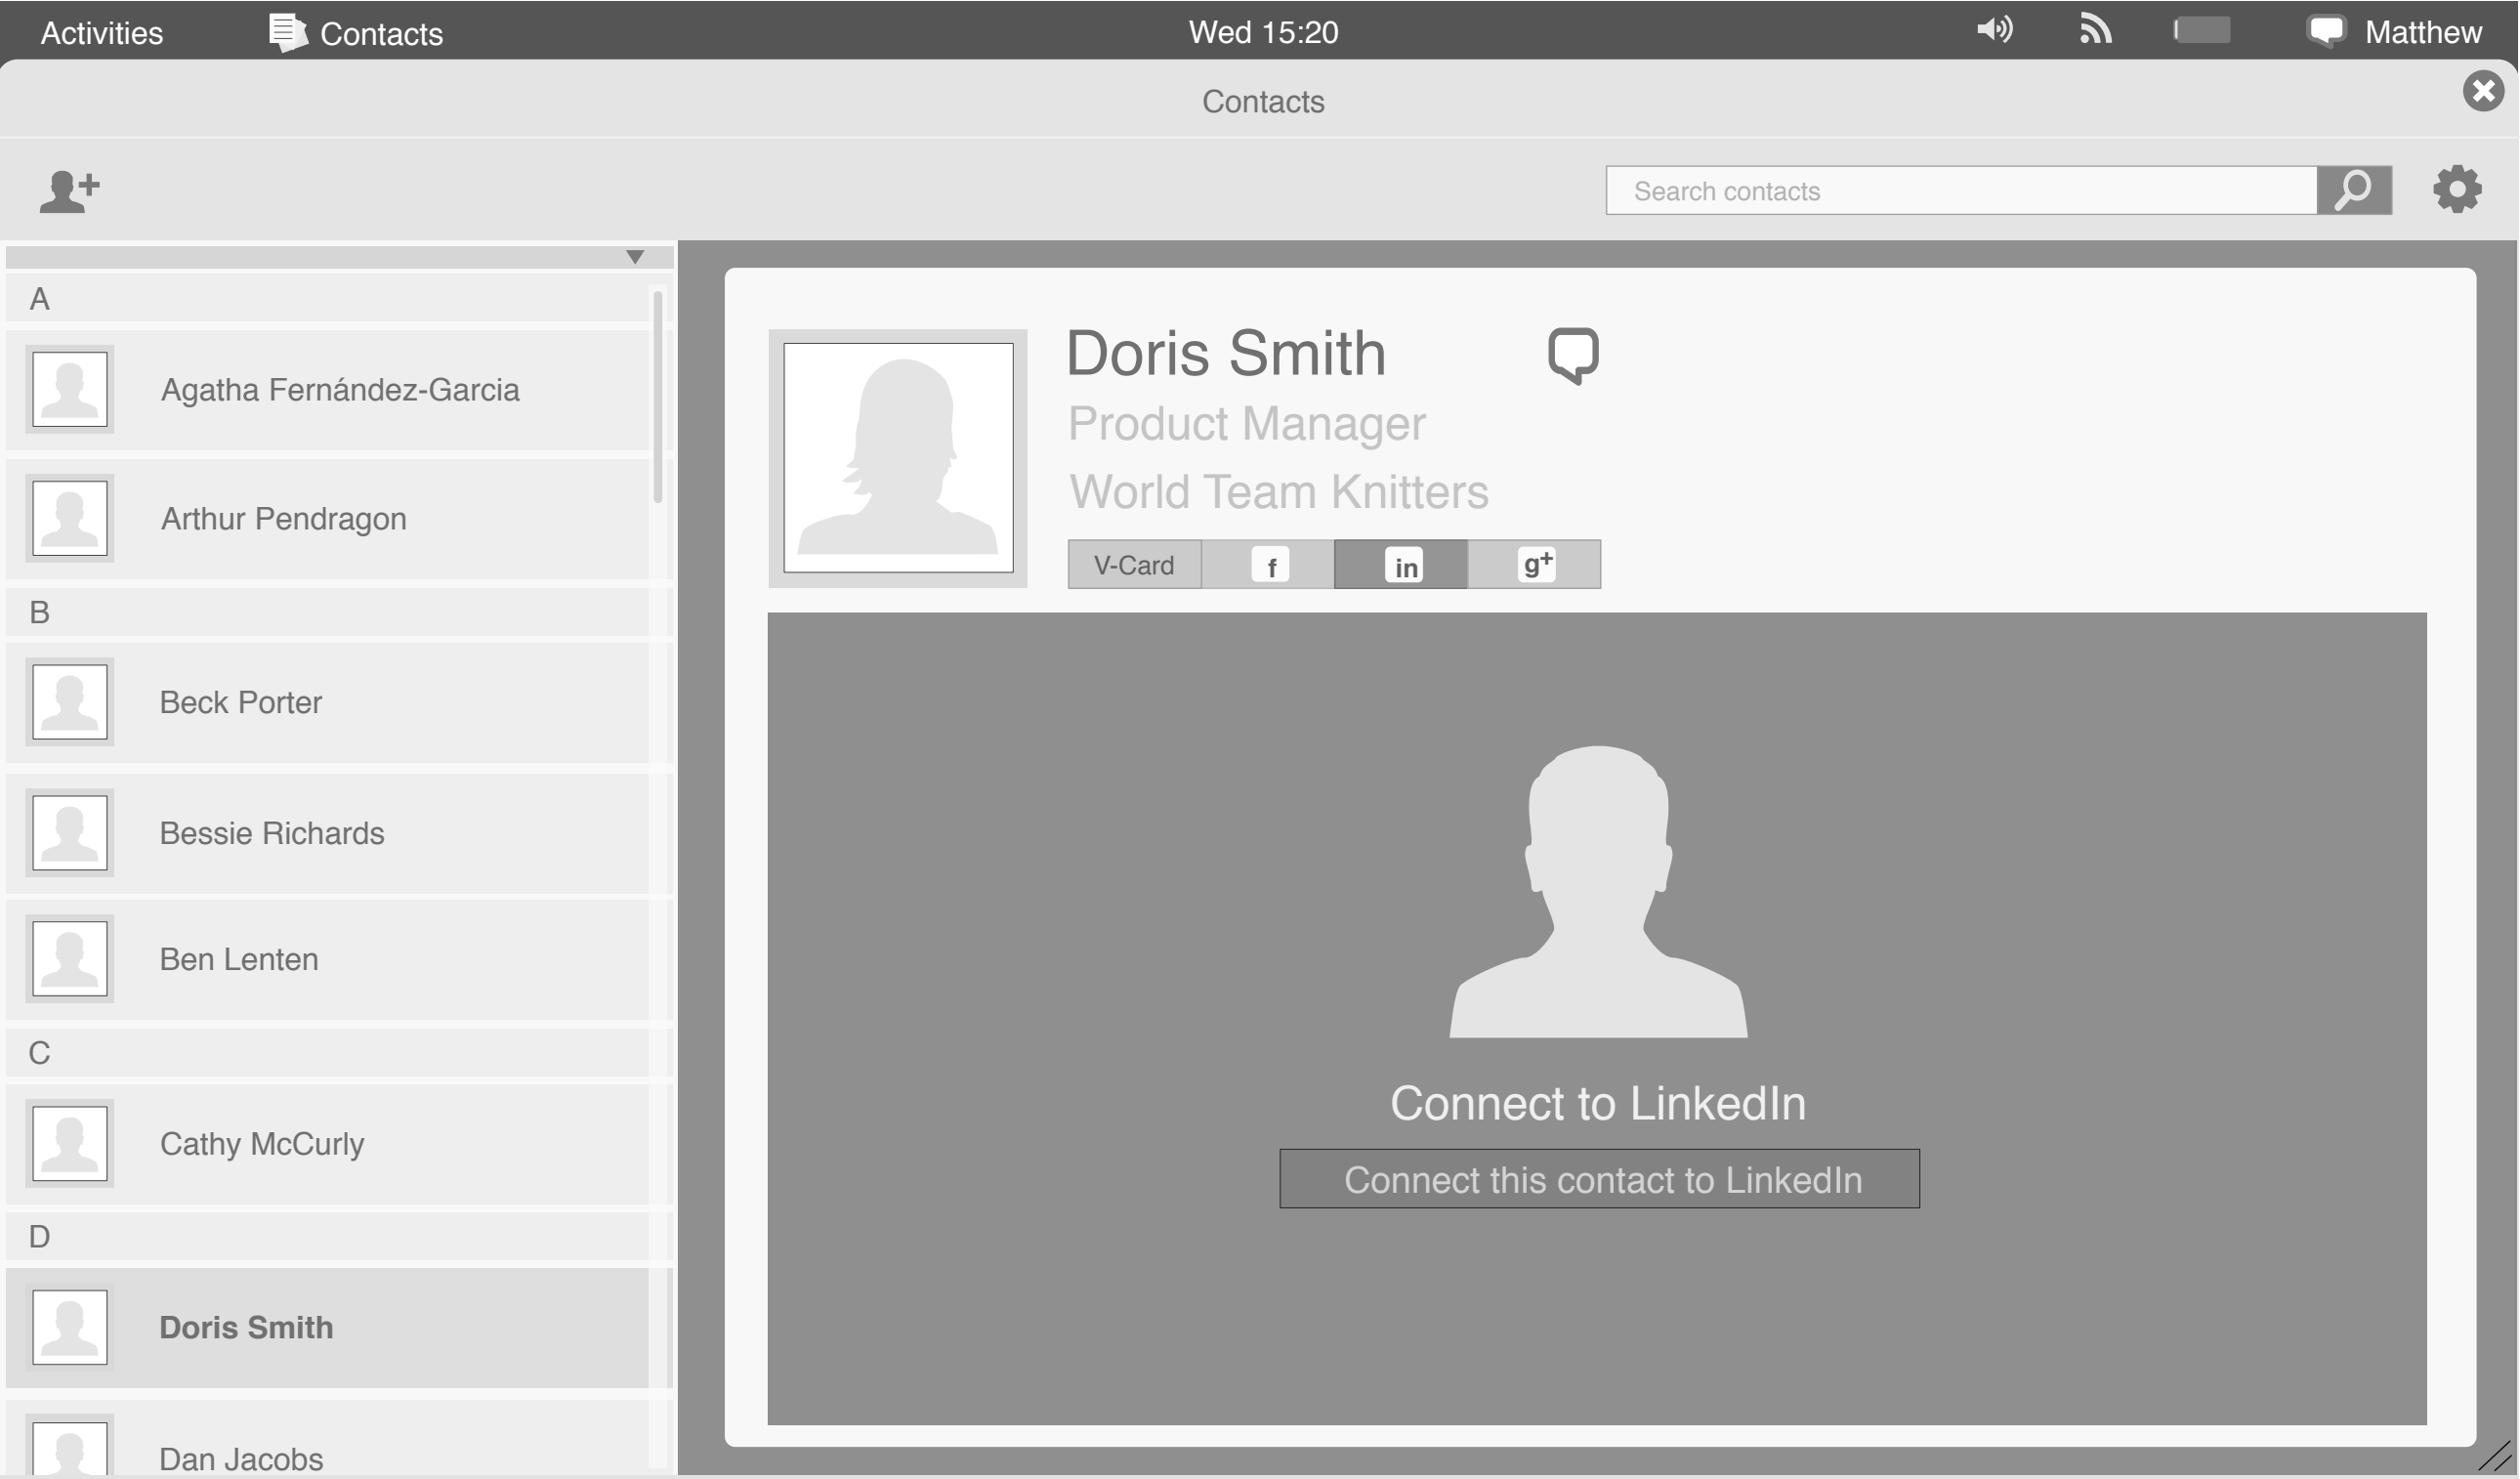 Activities
Contacts
Wed 15:20
Matthew
Contacts
Search contacts
A
Agatha Fernández-Garcia
Arthur Pendragon
B
Beck Porter
Bessie Richards
Ben Lenten
C
Cathy McCurly
D
Doris Smith
Dan Jacobs
Doris Smith
Product Manager
World Team Knitters
V-Card
f
in
g+
Connect to LinkedIn
Connect this contact to LinkedIn